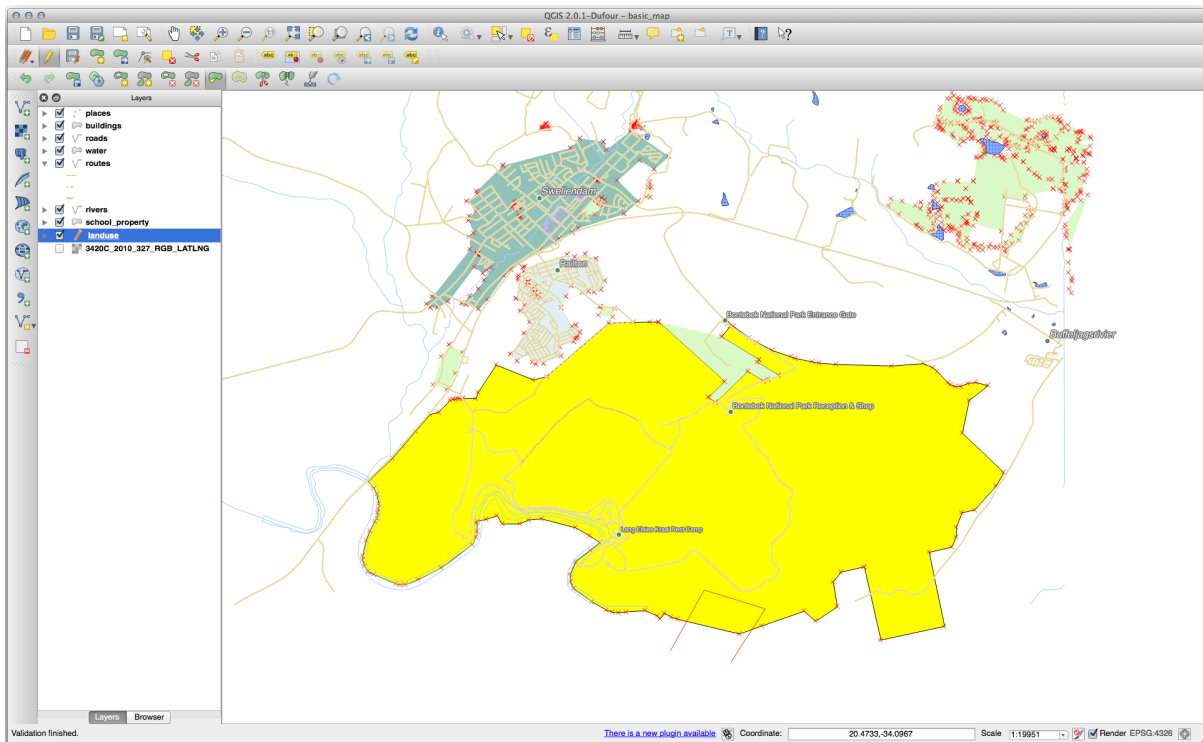 QGIS 2.0.1-Dufour - basic_map
Layers
places
buildings
roads
water
routes
rivers
school_property
landuse
3420C_2010_327_RGB_LATLNG
Swellendam
Railton
Bontebok National Park Entrance Gate
Buffeljagsrivier
Bontebok National Park Reception & Shop
Lang Elsies Kraal Rest Camp
Layers Browser
Validation finished. There is a new plugin available Coordinate: 20.4733,-34.0967 Scale 1:19951 Render EPSG:4326